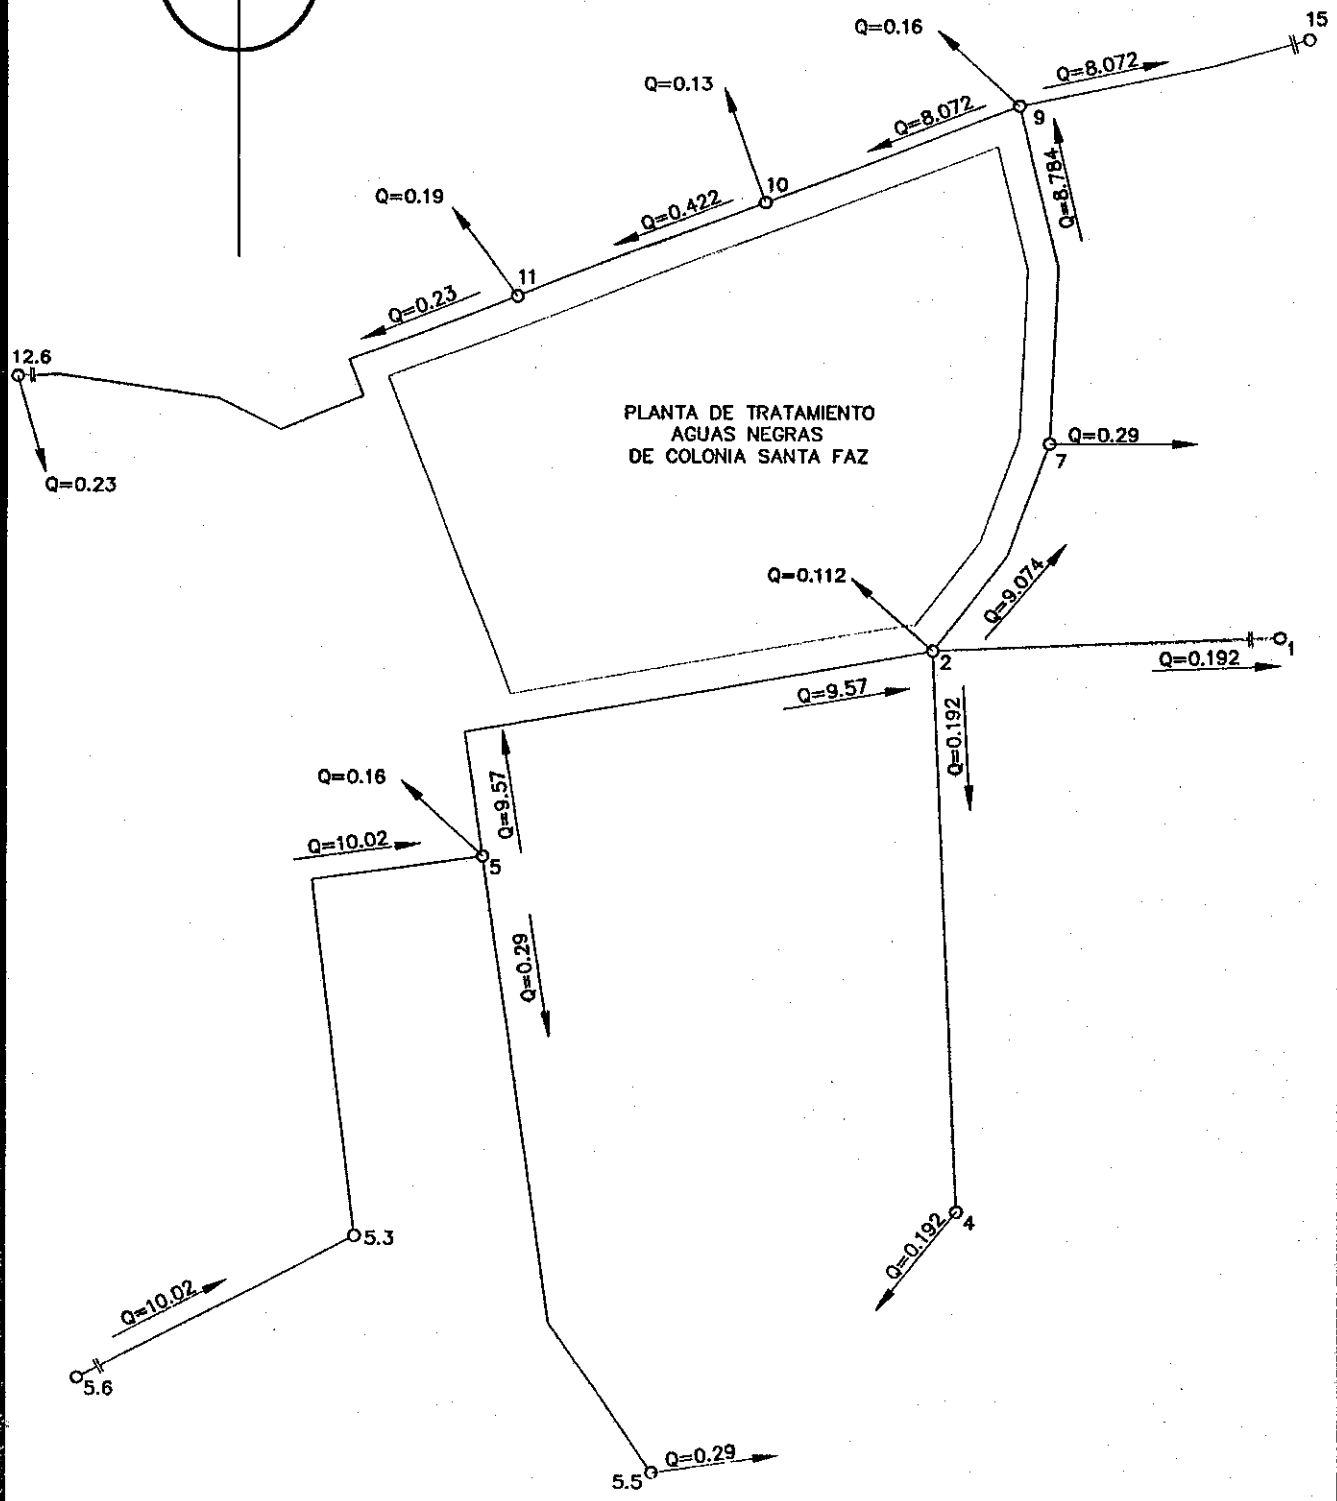 15
Q=0.16
Q=8.072
Q=0.13
Q=8.072
9
Q=8.784
10
Q=0.19
Q=0.422
11
Q=0.23
12.6
Q=0.23
PLANTA DE TRATAMIENTO
AGUAS NEGRAS
DE COLONIA SANTA FAZ
Q=0.29
7
Q=0.112
Q=9.074
2
1
Q=0.192
Q=9.57
Q=0.192
Q=0.16
Q=9.57
Q=10.02
5
Q=0.29
4
Q=0.192
5.3
Q=10.02
5.6
Q=0.29
5.5